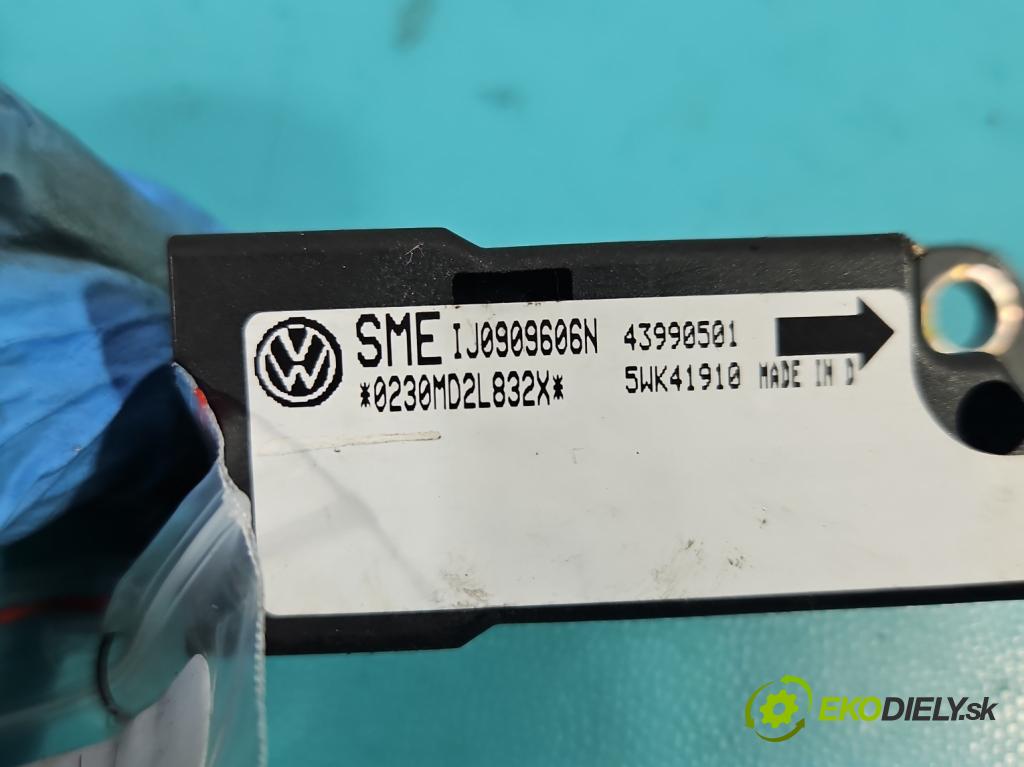 SME 1J0909606N 43990501
*0230MD2L832X* 5WK41910 MADE IN D
EKODIELY.sk